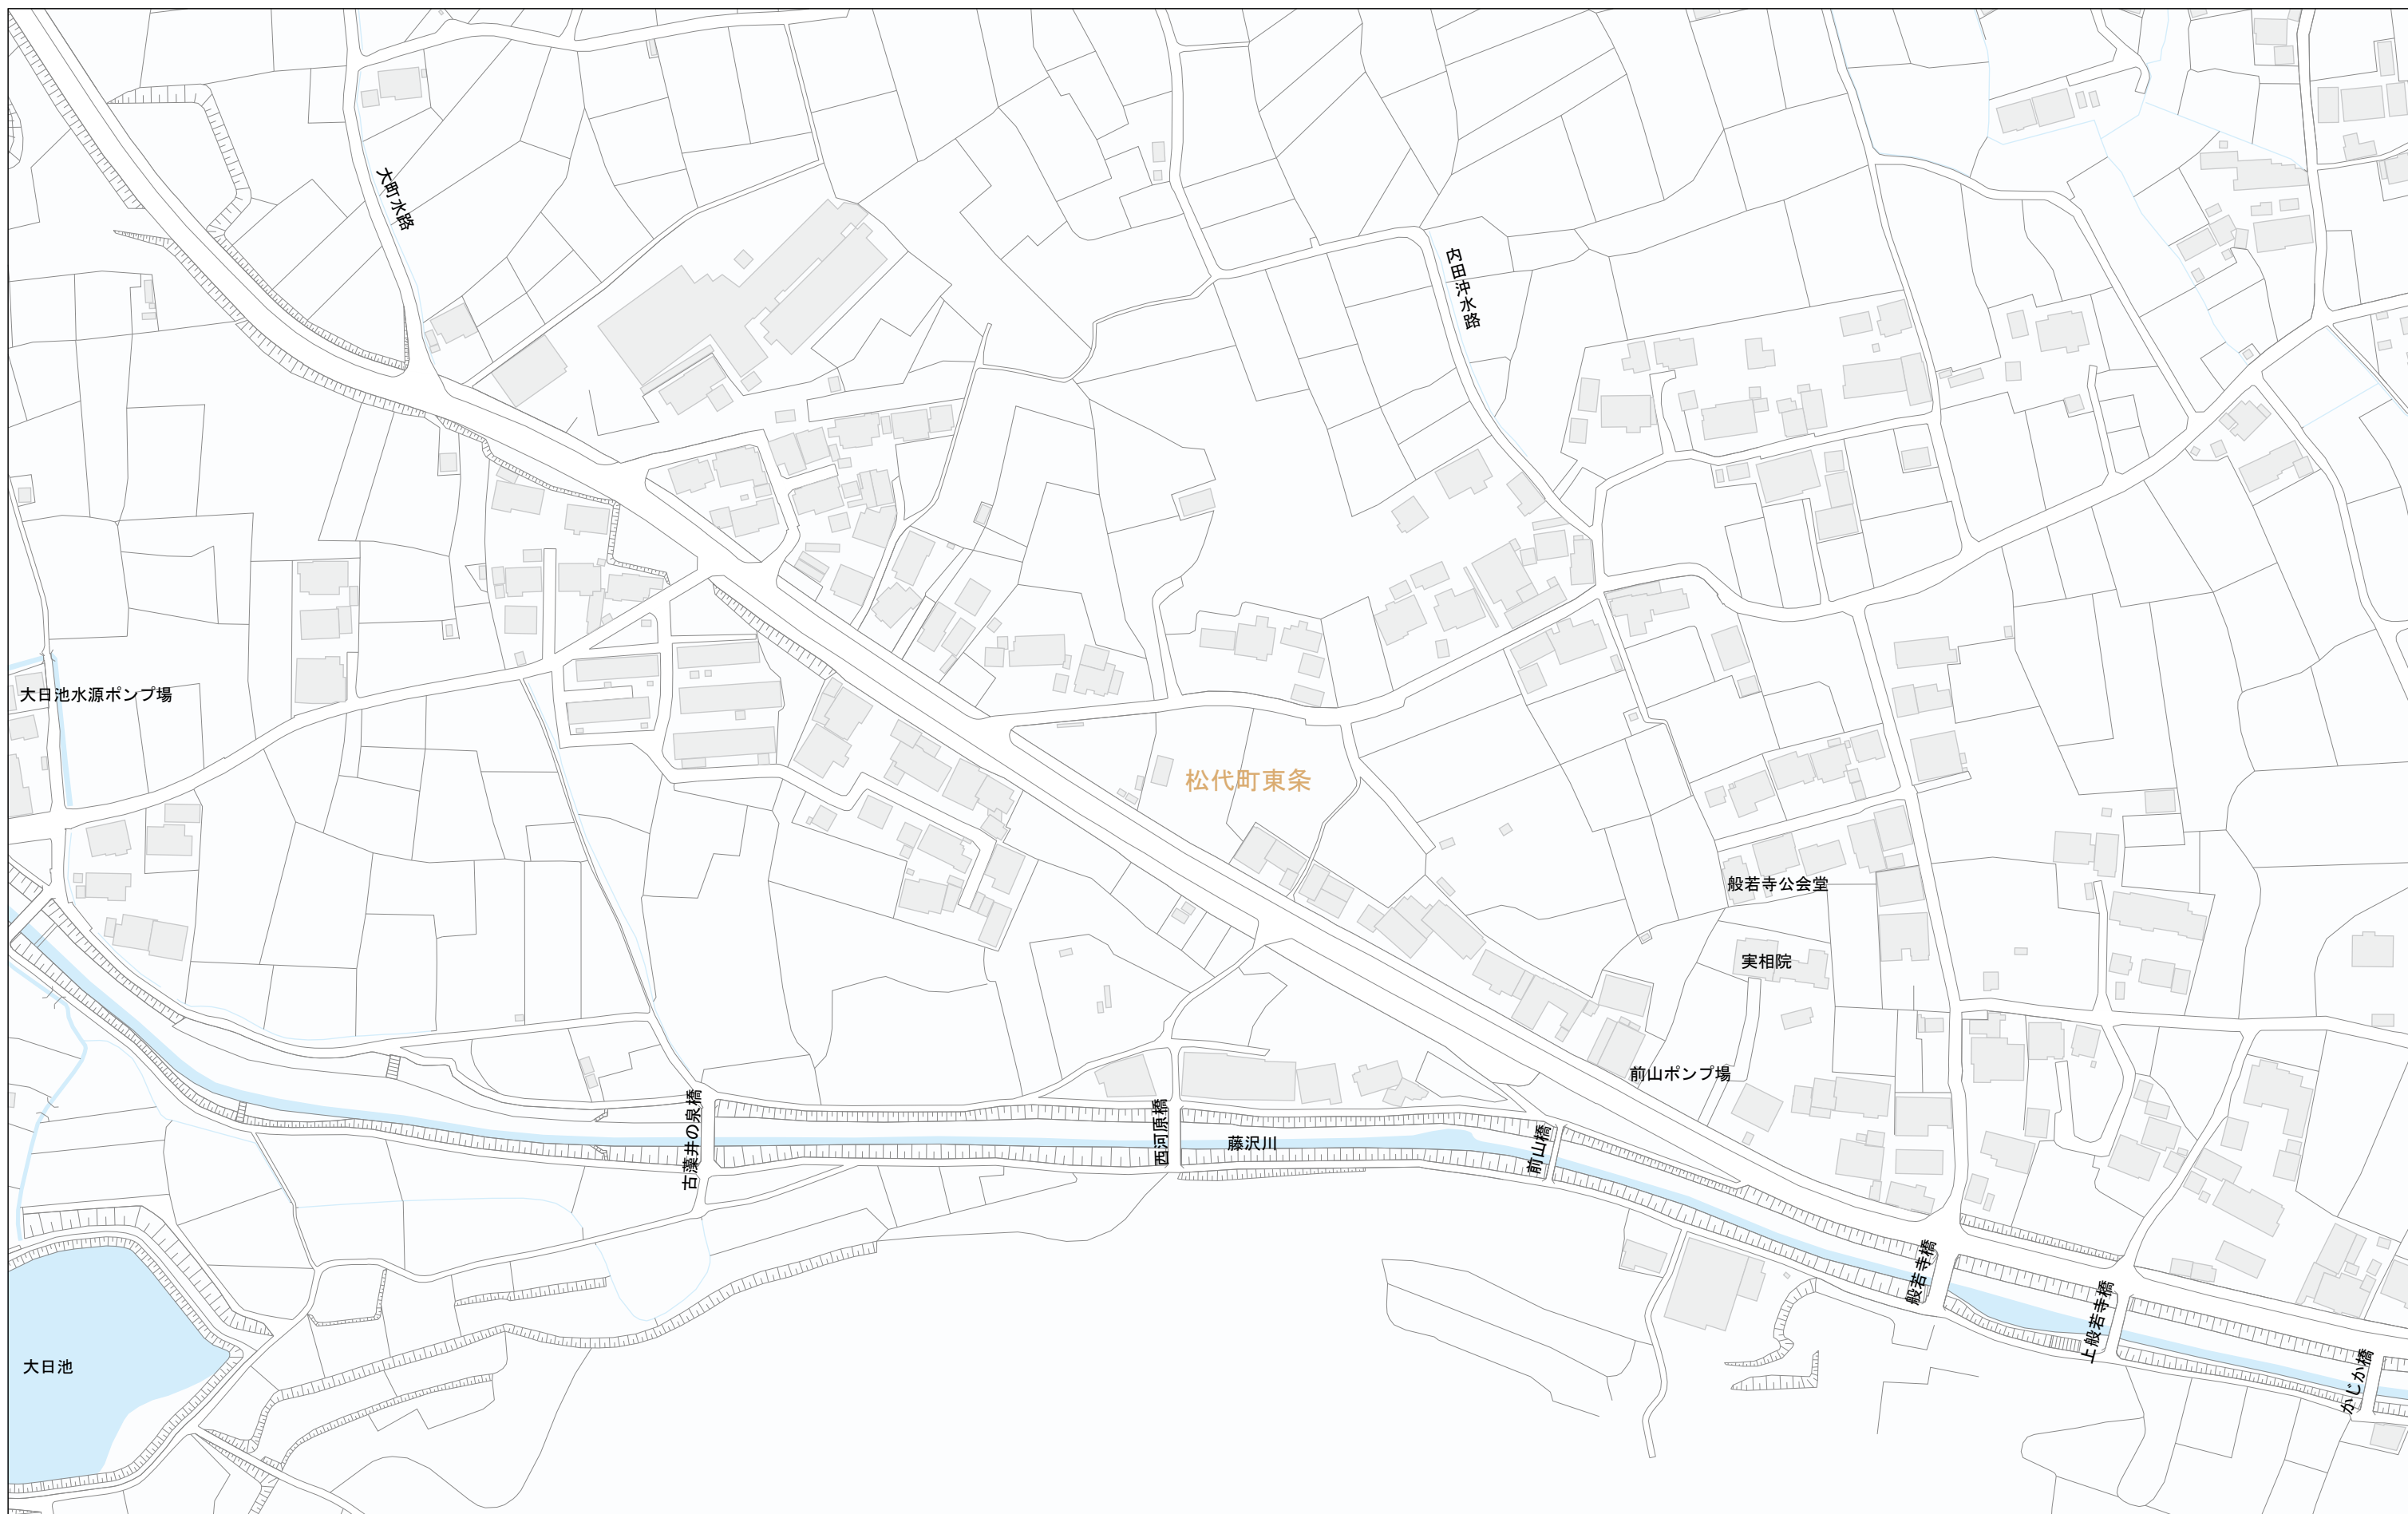 大町水路
内田沖水路
大日池水源ポンプ場
松代町東条
般若寺公会堂
実相院
前山ポンプ場
古藻井の泉橋
西河原橋
藤沢川
前山橋
般若寺橋
上般若寺橋
かじか橋
大日池